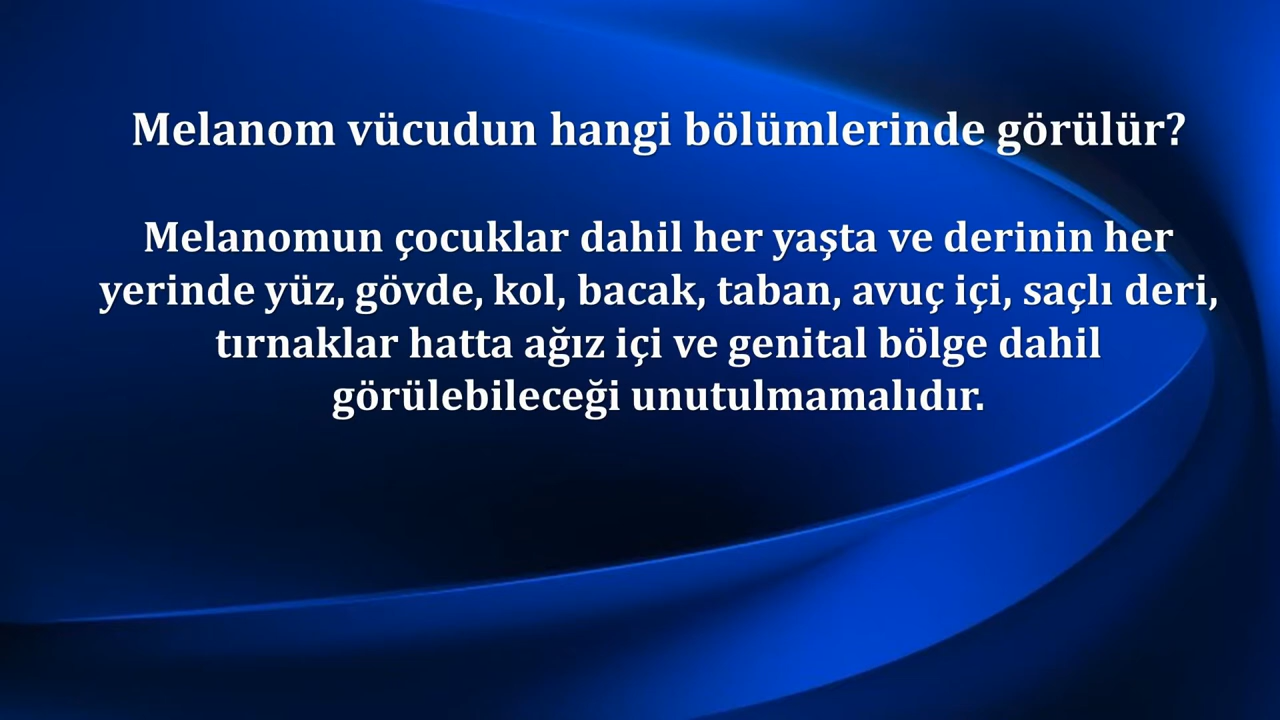 Melanom vücudun hangi bölümlerinde görülür?
Melanomun çocuklar dahil her yaşta ve derinin her
yerinde yüz, gövde, kol, bacak, taban, avuç içi, saçlı deri,
tırnaklar hatta ağız içi ve genital bölge dahil
görülebileceği unutulmamalıdır.